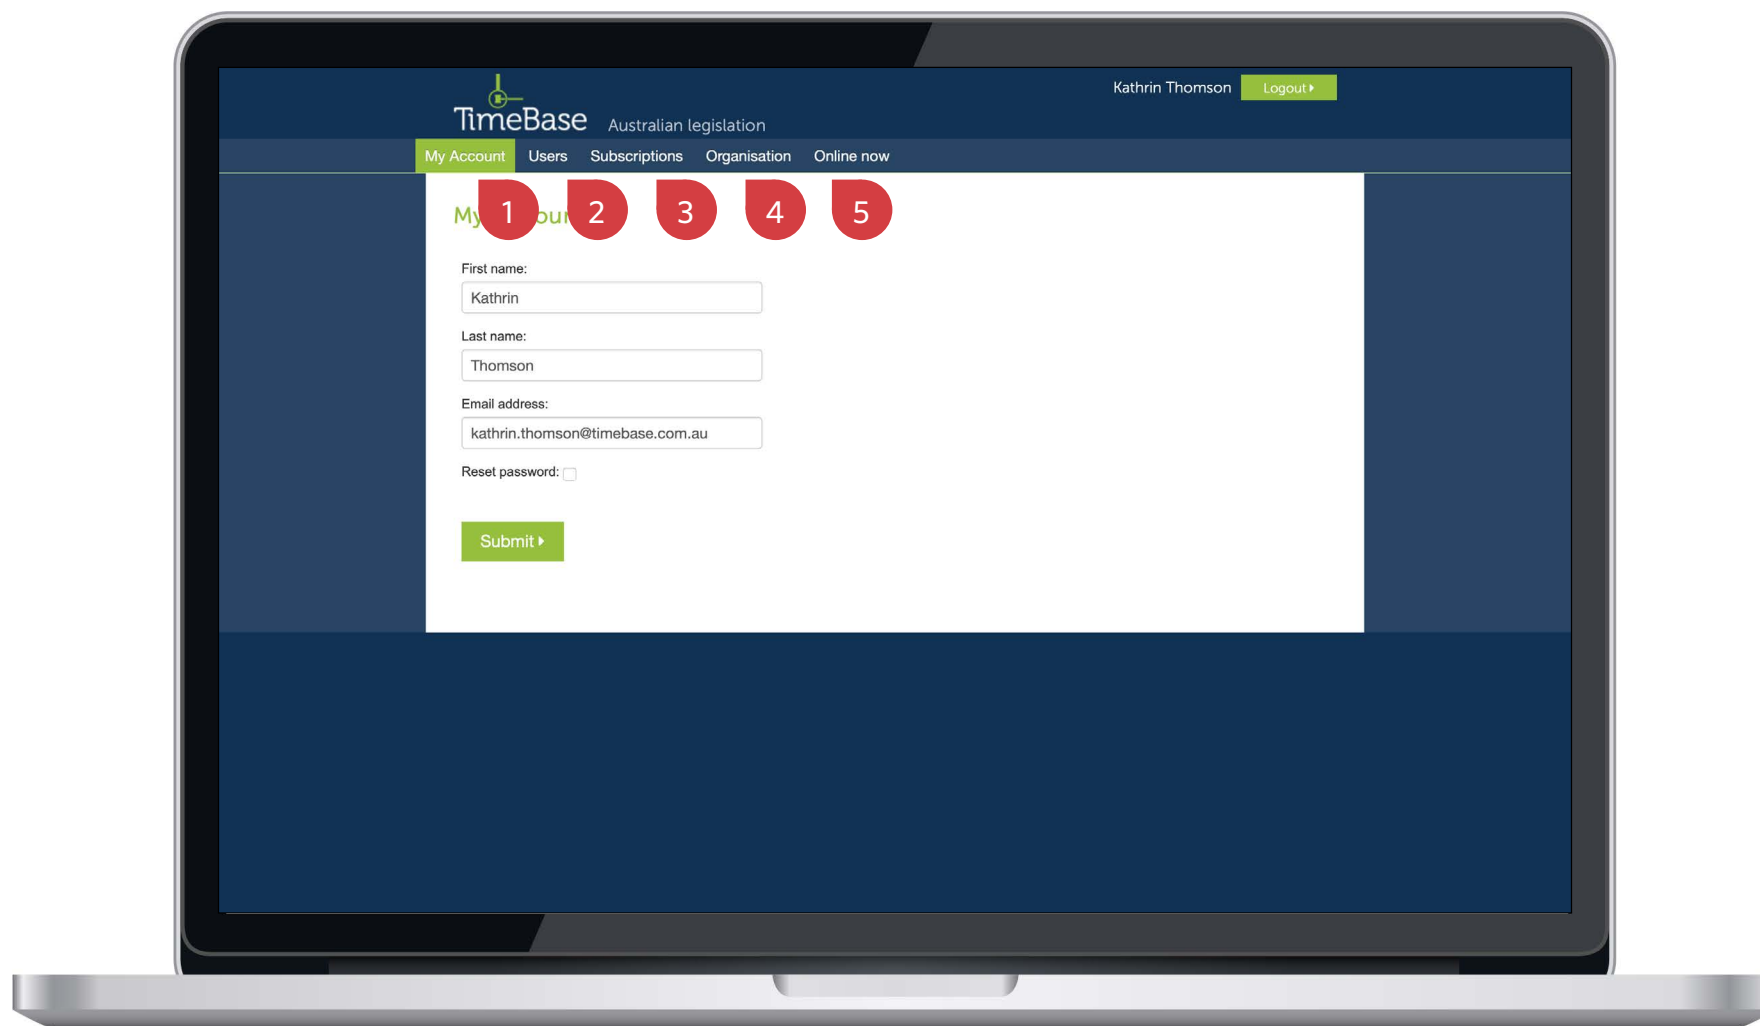 Kathrin Thomson Logout
TimeBase Australian legislation
My Account Users Subscriptions Organisation Online now
1 2 3 4 5
My
First name:
Kathrin
Last name:
Thomson
Email address:
kathrin.thomson@timebase.com.au
Reset password:
Submit